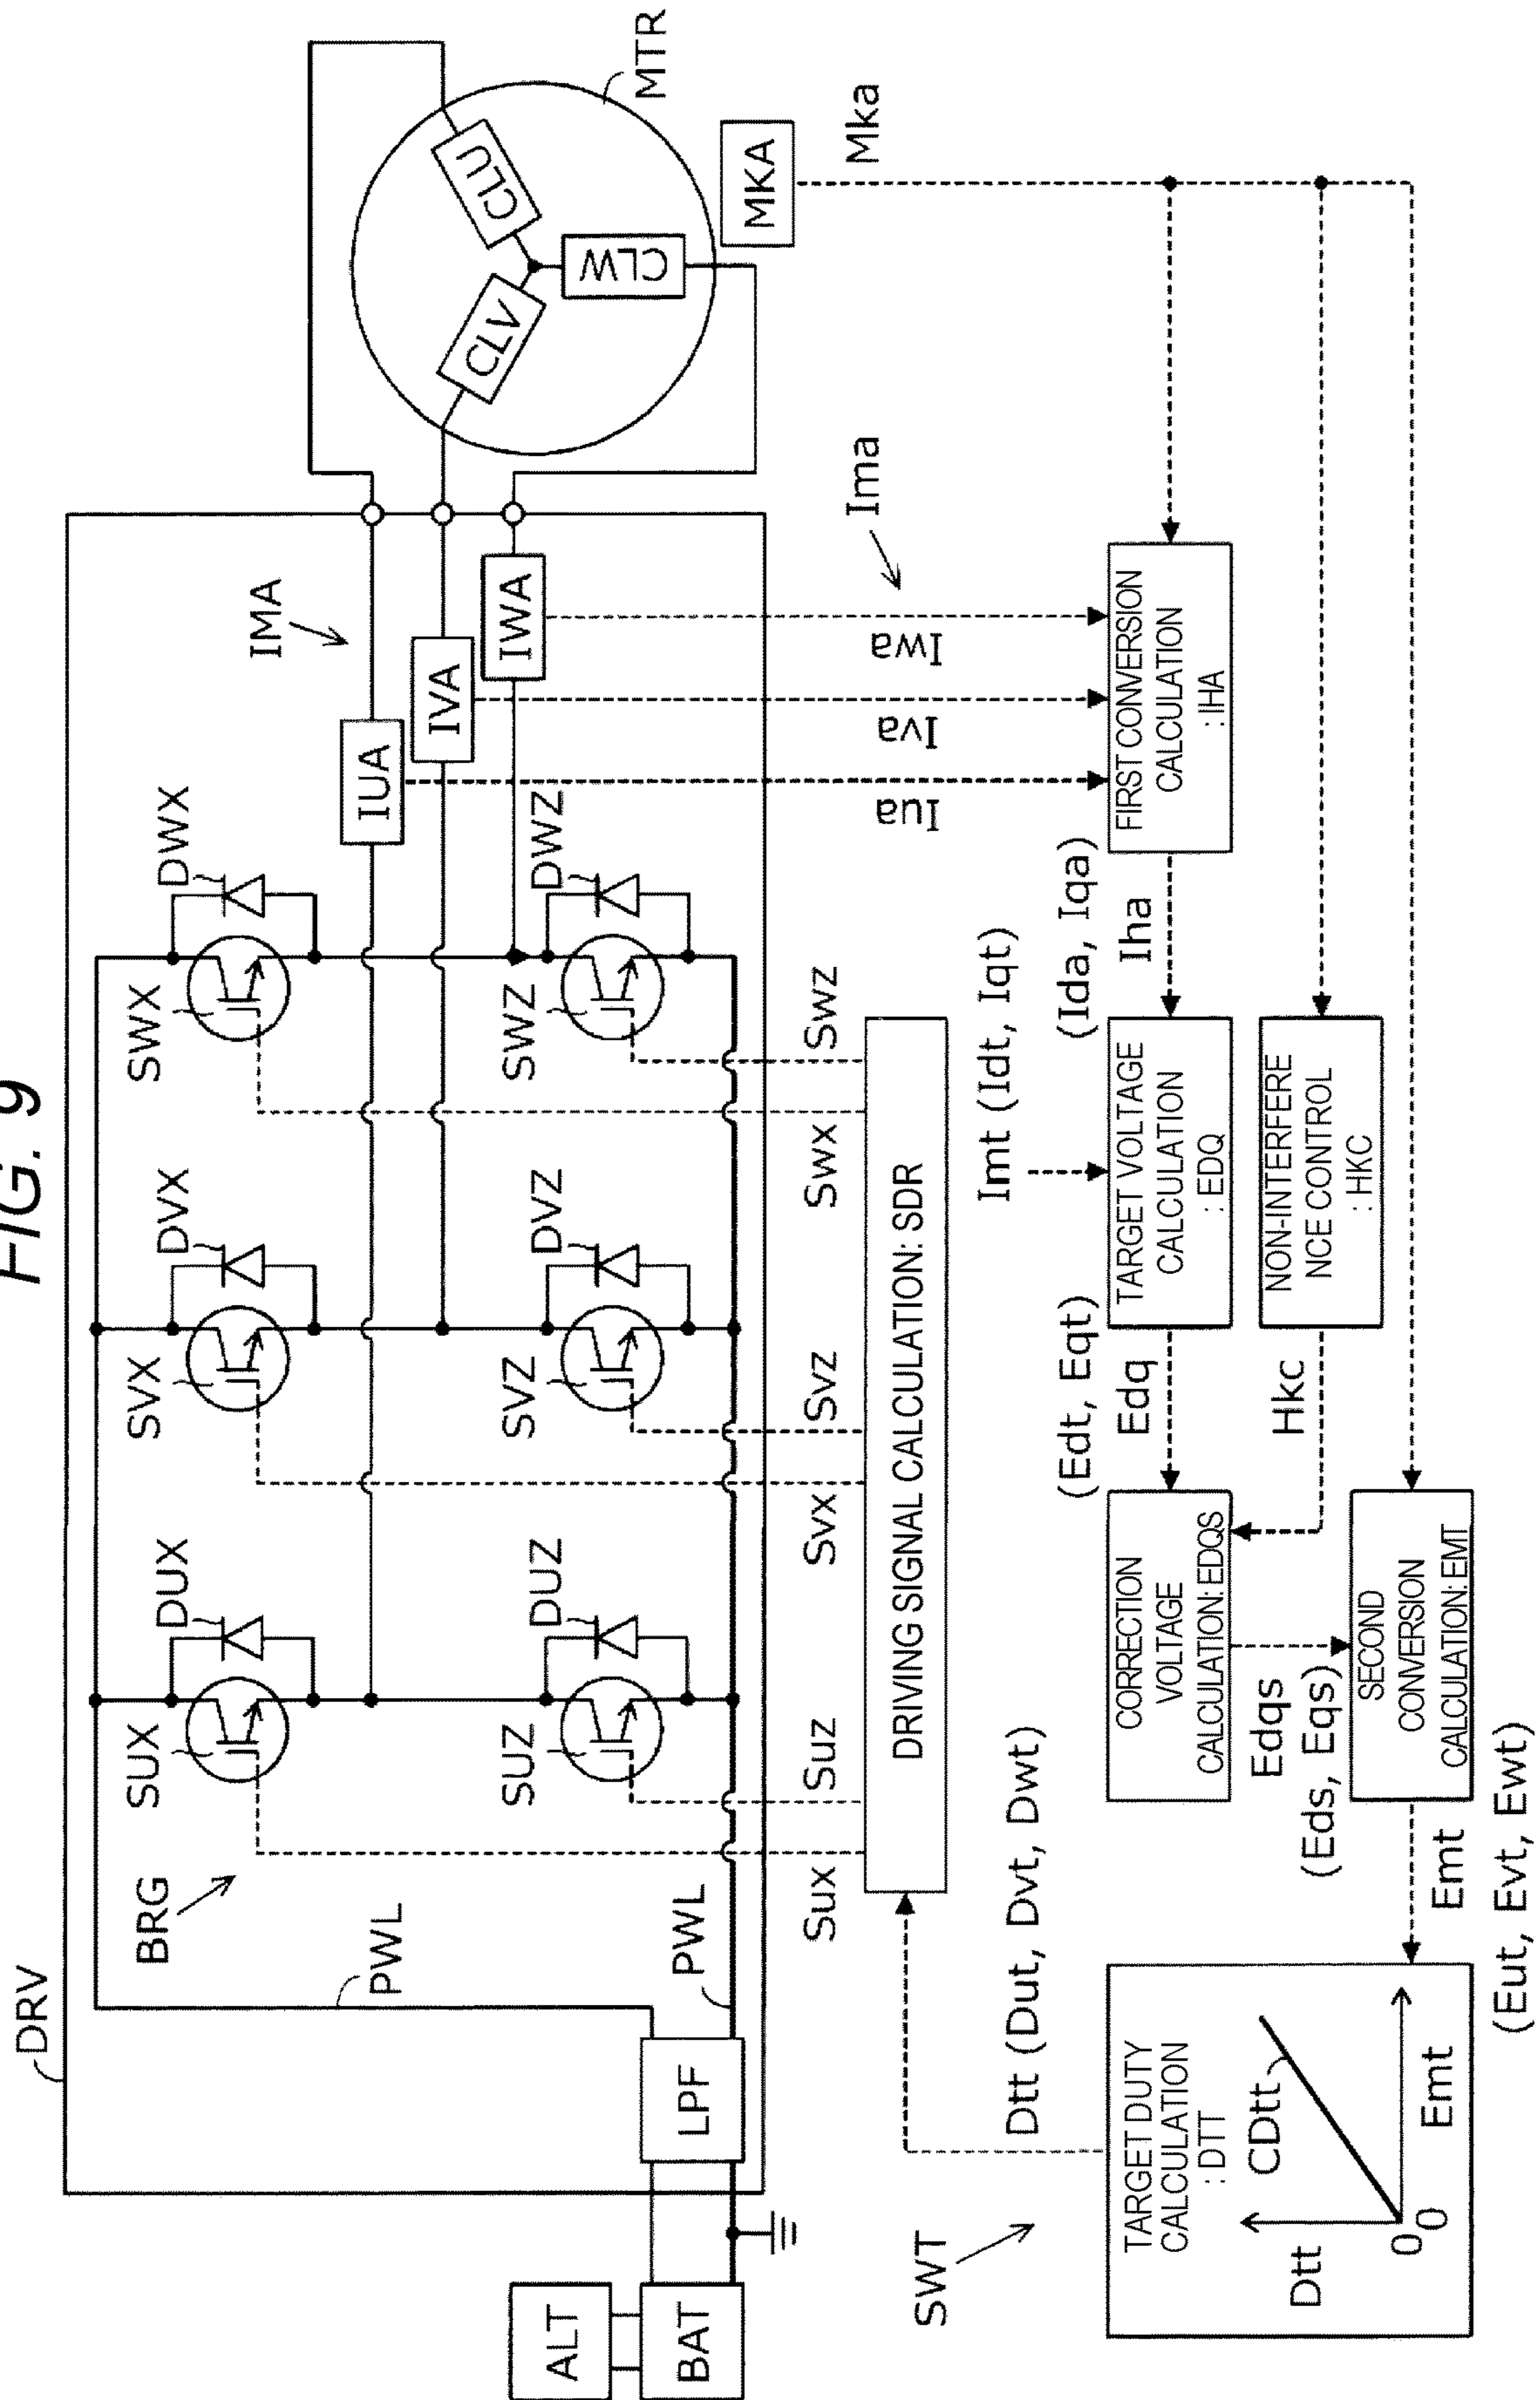 FIG. 9
DRV
ALT
BAT
LPF
PWL
PWL
BRG
SUX
DUX
SVX
DVX
SWX
DWX
SUZ
DUZ
SVZ
DVZ
SWZ
DWZ
IMA
IUA
IVA
IWA
CLU
CLV
CLW
MTR
MKA
Mka
Sux
Suz
Svx
Svz
Swx
Swz
Iua
Iva
Iwa
Ima
DRIVING SIGNAL CALCULATION: SDR
SWT
Dtt (Dut, Dvt, Dwt)
Imt (Idt, Iqt)
TARGET DUTY
CALCULATION
: DTT
Dtt
CDtt
0
0
Emt
CORRECTION
VOLTAGE
CALCULATION: EDQS
(Edt, Eqt)
Edq
TARGET VOLTAGE
CALCULATION
: EDQ
(Ida, Iqa)
Iha
FIRST CONVERSION
CALCULATION
: IHA
Hkc
NON-INTERFERE
NCE CONTROL
: HKC
Edqs
(Eds, Eqs)
SECOND
CONVERSION
CALCULATION: EMT
Emt
(Eut, Evt, Ewt)